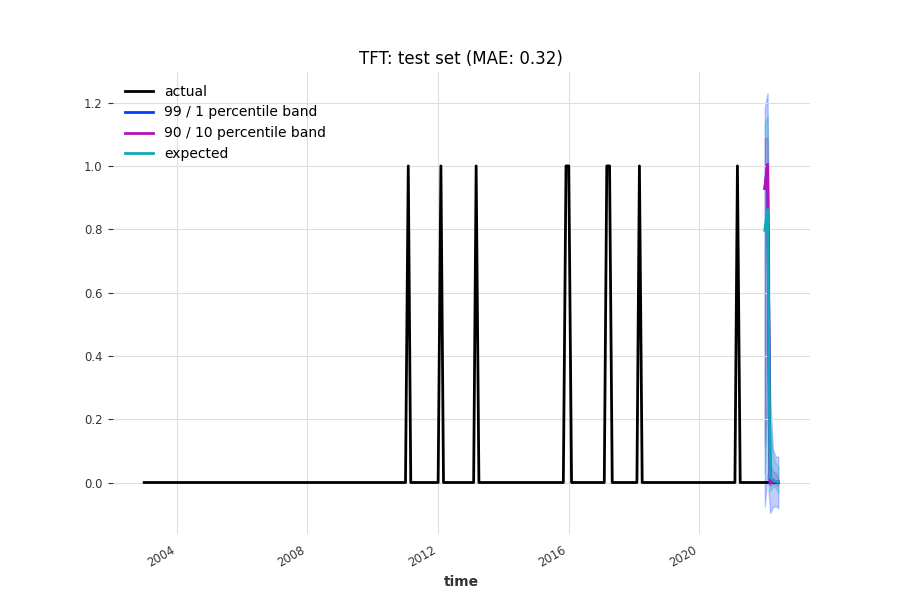 TFT: test set (MAE: 0.32)
actual
99 / 1 percentile band
90 / 10 percentile band
expected
1.2
1.0
0.8
0.6
0.4
0.2
0.0
2004
2008
2012
2016
2020
time